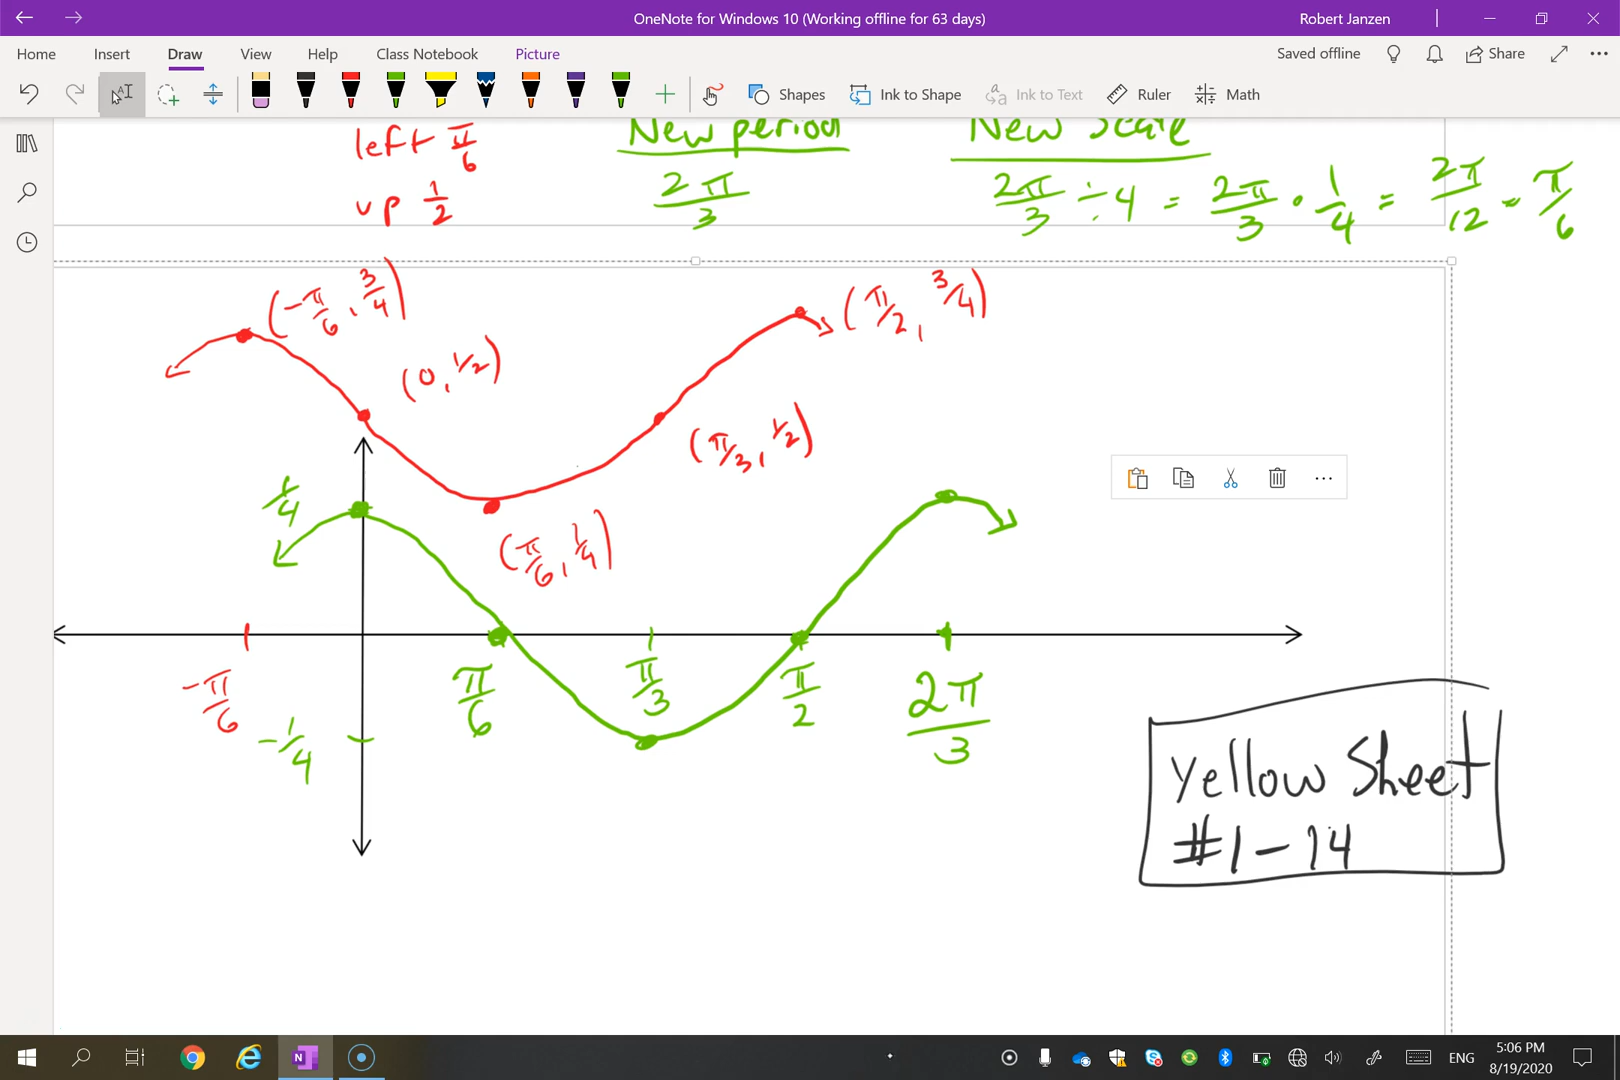 OneNote for Windows 10 (Working offline for 63 days)
Robert Janzen
Home Insert Draw View Help Class Notebook Picture
Saved offline Share
Shapes Ink to Shape Ink to Text Ruler Math
left π/6 New period New Scale
up 1/2 2π/3 2π/3 ÷ 4 = 2π/3 • 1/4 = 2π/12 = π/6
(-π/6, 3/4) (π/2, 3/4)
(0, 1/2)
(π/3, 1/2)
1/4
(π/6, 1/4)
-π/6 π/6 π/3 π/2 2π/3
-1/4
Yellow Sheet
#1-14
ENG
5:06 PM
8/19/2020